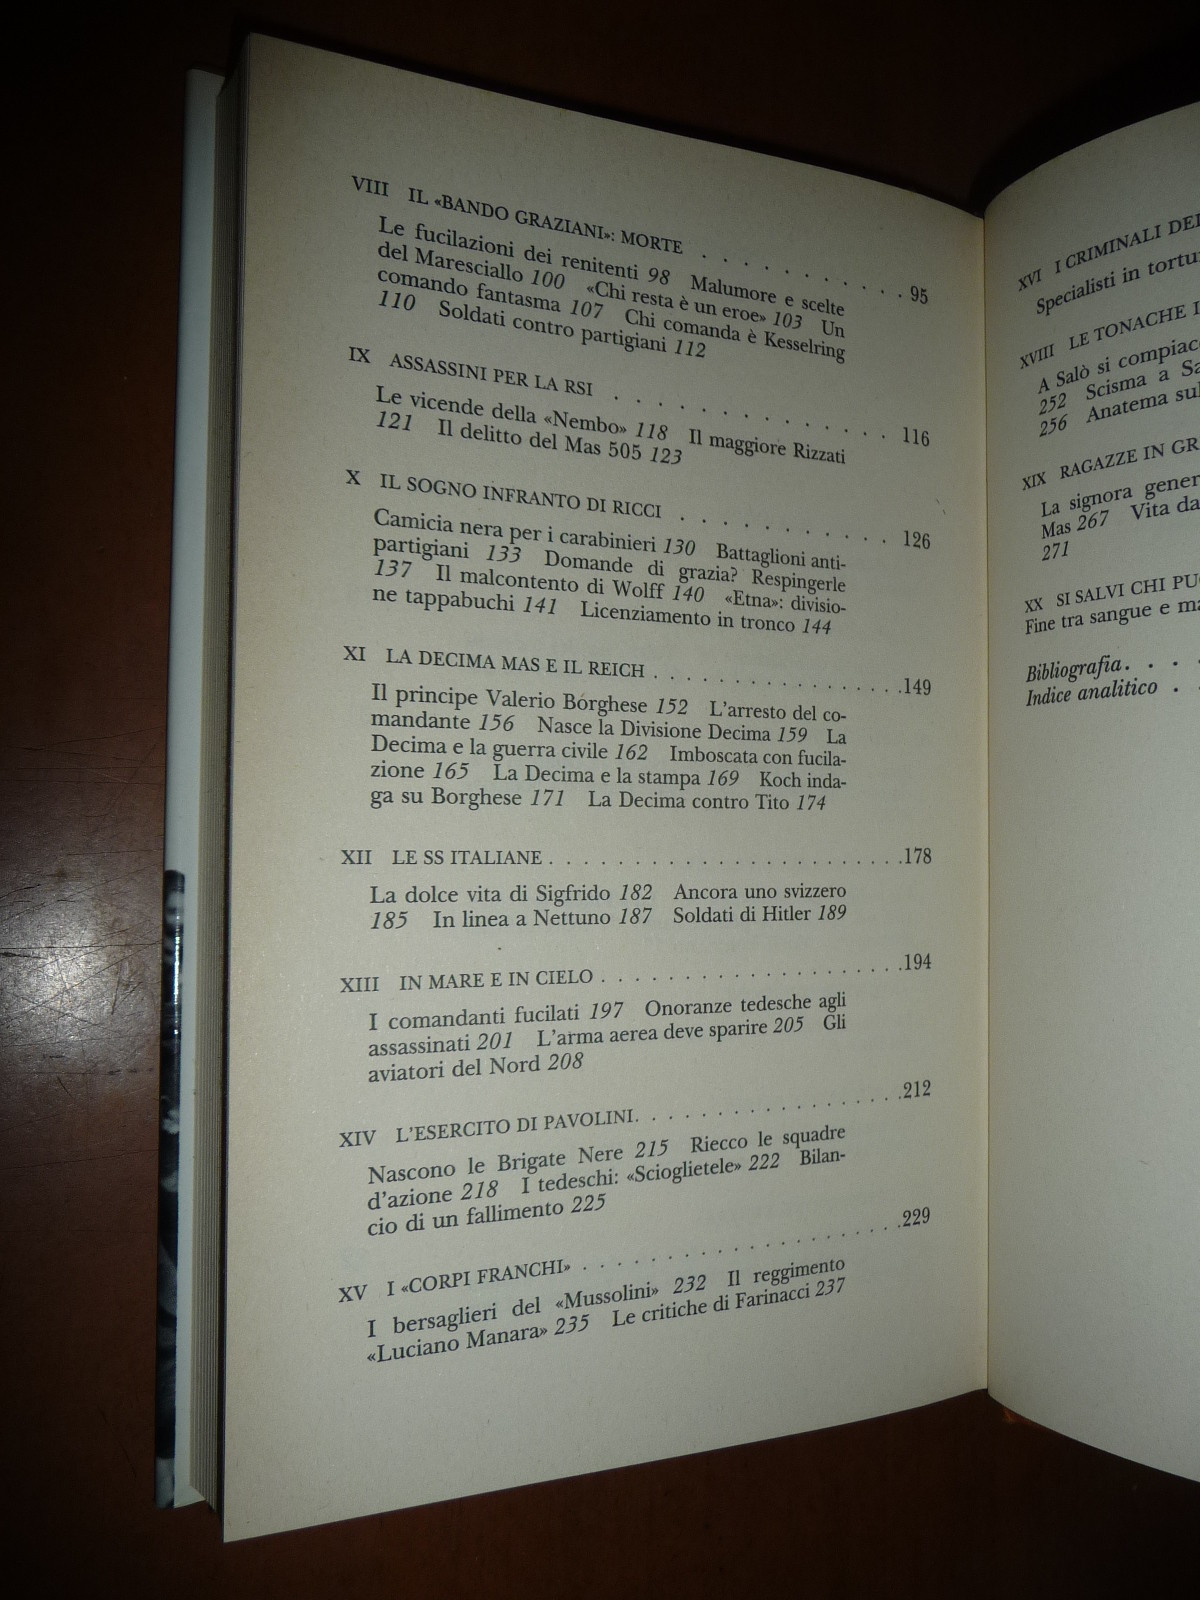 VIII IL «BANDO GRAZIANI»: MORTE . . . . . . . . . . . 95
Le fucilazioni dei renitenti 98 Malumore e scelte
del Maresciallo 100 «Chi resta è un eroe» 103 Un
comando fantasma 107 Chi comanda è Kesselring
110 Soldati contro partigiani 112
IX ASSASSINI PER LA RSI . . . . . . . . . . . . . . . 116
Le vicende della «Nembo» 118 Il maggiore Rizzati
121 Il delitto del Mas 505 123
X IL SOGNO INFRANTO DI RICCI . . . . . . . . . . . 126
Camicia nera per i carabinieri 130 Battaglioni anti-
partigiani 133 Domande di grazia? Respingerle
137 Il malcontento di Wolff 140 «Etna»: divisio-
ne tappabuchi 141 Licenziamento in tronco 144
XI LA DECIMA MAS E IL REICH . . . . . . . . . . . . . . . . 149
Il principe Valerio Borghese 152 L'arresto del co-
mandante 156 Nasce la Divisione Decima 159 La
Decima e la guerra civile 162 Imboscata con fucila-
zione 165 La Decima e la stampa 169 Koch inda-
ga su Borghese 171 La Decima contro Tito 174
XII LE SS ITALIANE . . . . . . . . . . . . . . . . . . . . . 178
La dolce vita di Sigfrido 182 Ancora uno svizzero
185 In linea a Nettuno 187 Soldati di Hitler 189
XIII IN MARE E IN CIELO . . . . . . . . . . . . . . . . . . 194
I comandanti fucilati 197 Onoranze tedesche agli
assassinati 201 L'arma aerea deve sparire 205 Gli
aviatori del Nord 208
XIV L'ESERCITO DI PAVOLINI. . . . . . . . . . . . . . . . 212
Nascono le Brigate Nere 215 Riecco le squadre
d'azione 218 I tedeschi: «Scioglietele» 222 Bilan-
cio di un fallimento 225
XV I «CORPI FRANCHI» . . . . . . . . . . . . . . . . . . 229
I bersaglieri del «Mussolini» 232 Il reggimento
«Luciano Manara» 235 Le critiche di Farinacci 237
XVI I CRIMINALI DEL
Specialisti in tortu
XVIII LE TONACHE
A Salò si compiac
252 Scisma a Sa
256 Anatema sul
XIX RAGAZZE IN GR
La signora gener
Mas 267 Vita da
271
XX SI SALVI CHI PU
Fine tra sangue e ma
Bibliografia. . . .
Indice analitico . .